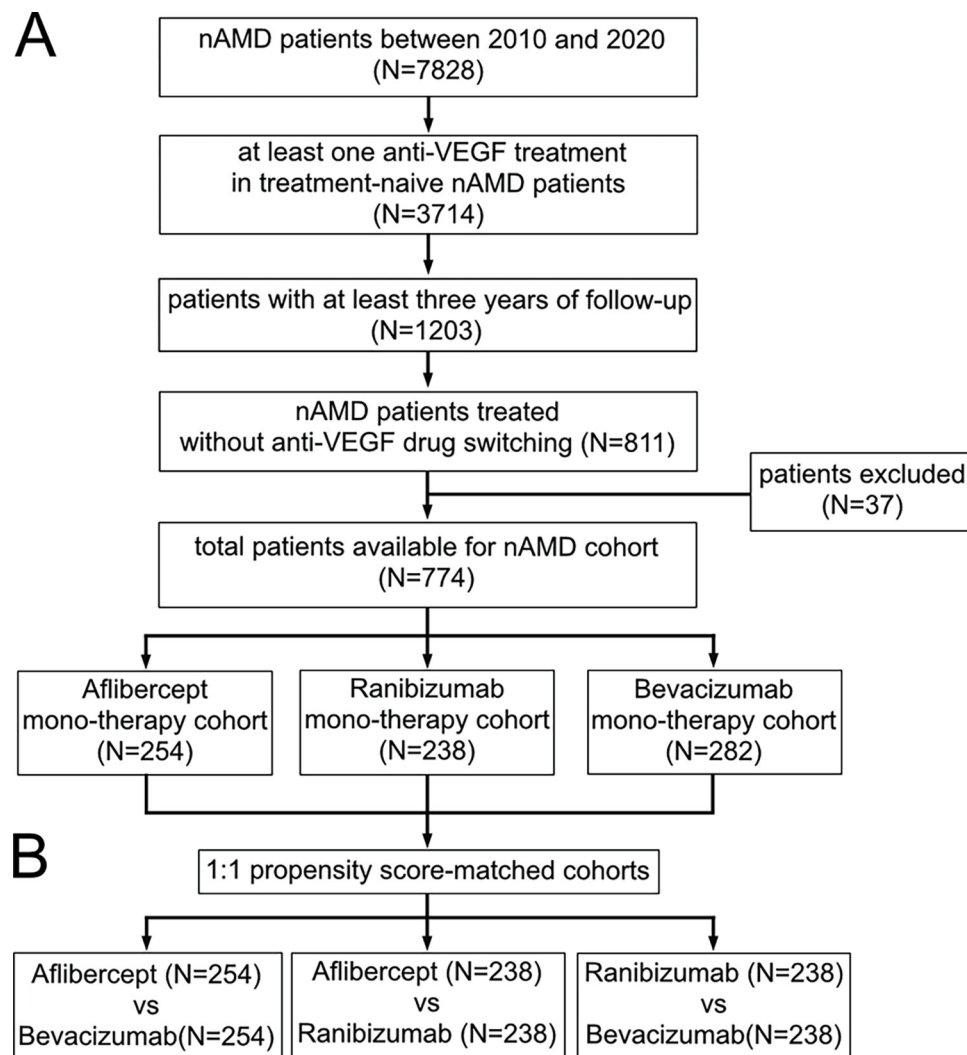 A
nAMD patients between 2010 and 2020
(N=7828)
at least one anti-VEGF treatment
in treatment-naive nAMD patients
(N=3714)
patients with at least three years of follow-up
(N=1203)
nAMD patients treated
without anti-VEGF drug switching (N=811)
patients excluded
(N=37)
total patients available for nAMD cohort
(N=774)
Aflibercept
mono-therapy cohort
(N=254)
Ranibizumab
mono-therapy cohort
(N=238)
Bevacizumab
mono-therapy cohort
(N=282)
B
1:1 propensity score-matched cohorts
Aflibercept (N=254)
vs
Bevacizumab(N=254)
Aflibercept (N=238)
vs
Ranibizumab (N=238)
Ranibizumab (N=238)
vs
Bevacizumab(N=238)